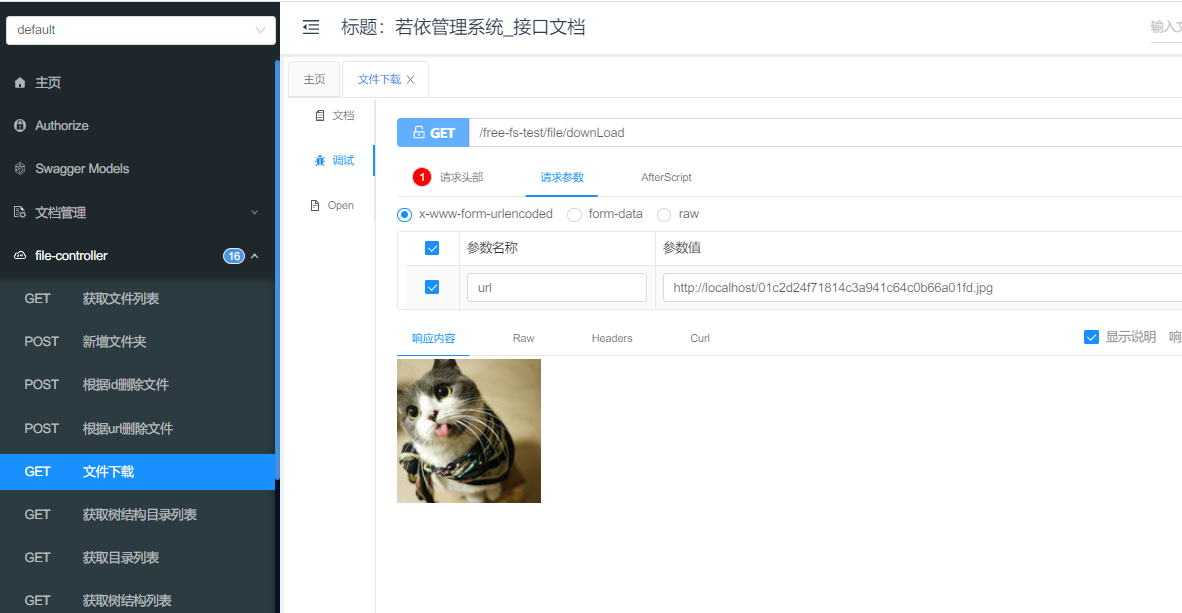 default
标题：若依管理系统_接口文档
输入文
主页
Authorize
Swagger Models
文档管理
file-controller
16
GET 获取文件列表
POST 新增文件夹
POST 根据id删除文件
POST 根据url删除文件
GET 文件下载
GET 获取树结构目录列表
GET 获取目录列表
GET 获取树结构列表
主页
文件下载
文档
调试
Open
GET /free-fs-test/file/downLoad
1 请求头部 请求参数 AfterScript
x-www-form-urlencoded form-data raw
参数名称 参数值
url http://localhost/01c2d24f71814c3a941c64c0b66a01fd.jpg
响应内容 Raw Headers Curl
显示说明 响